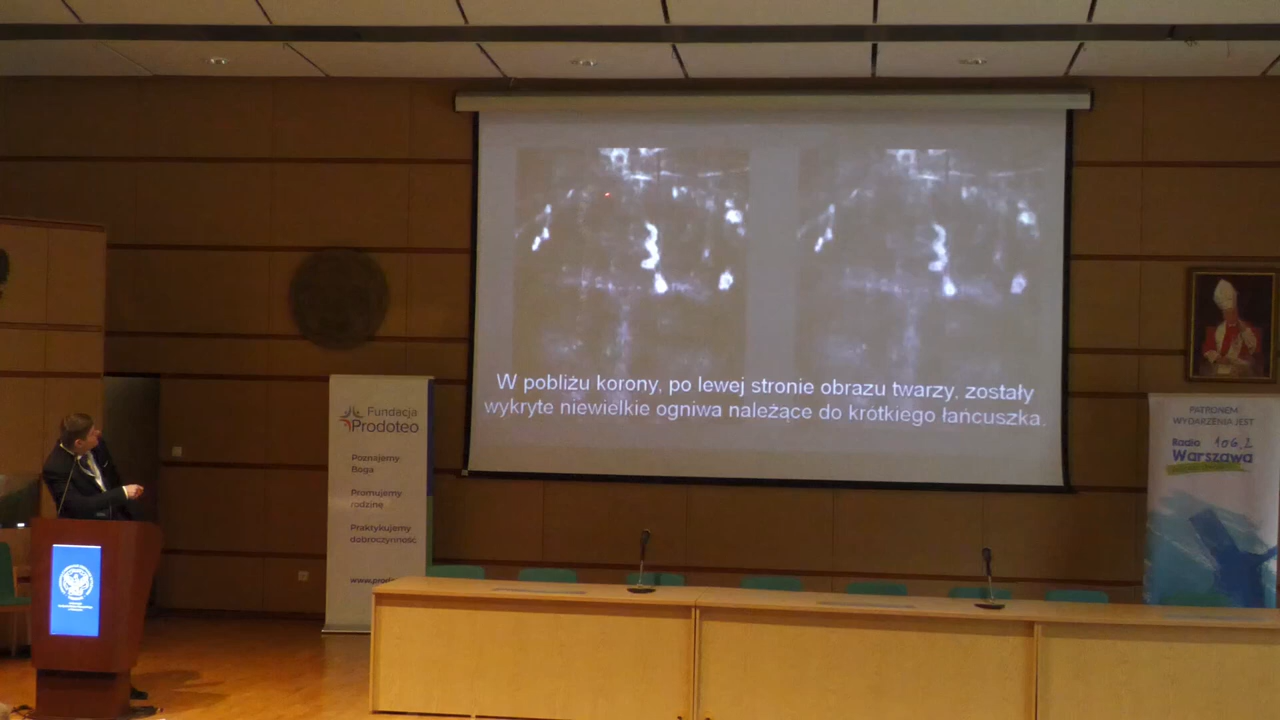 W pobliżu korony, po lewej stronie obrazu twarzy, zostały
wykryte niewielkie ogniwa należące do krótkiego łańcuszka.
Fundacja
Prodoteo
Poznajemy
Boga
Promujemy
rodzinę
Praktykujemy
dobroczynność
PATRONEM
WYDARZENIA JEST
Radio 106,2
Warszawa